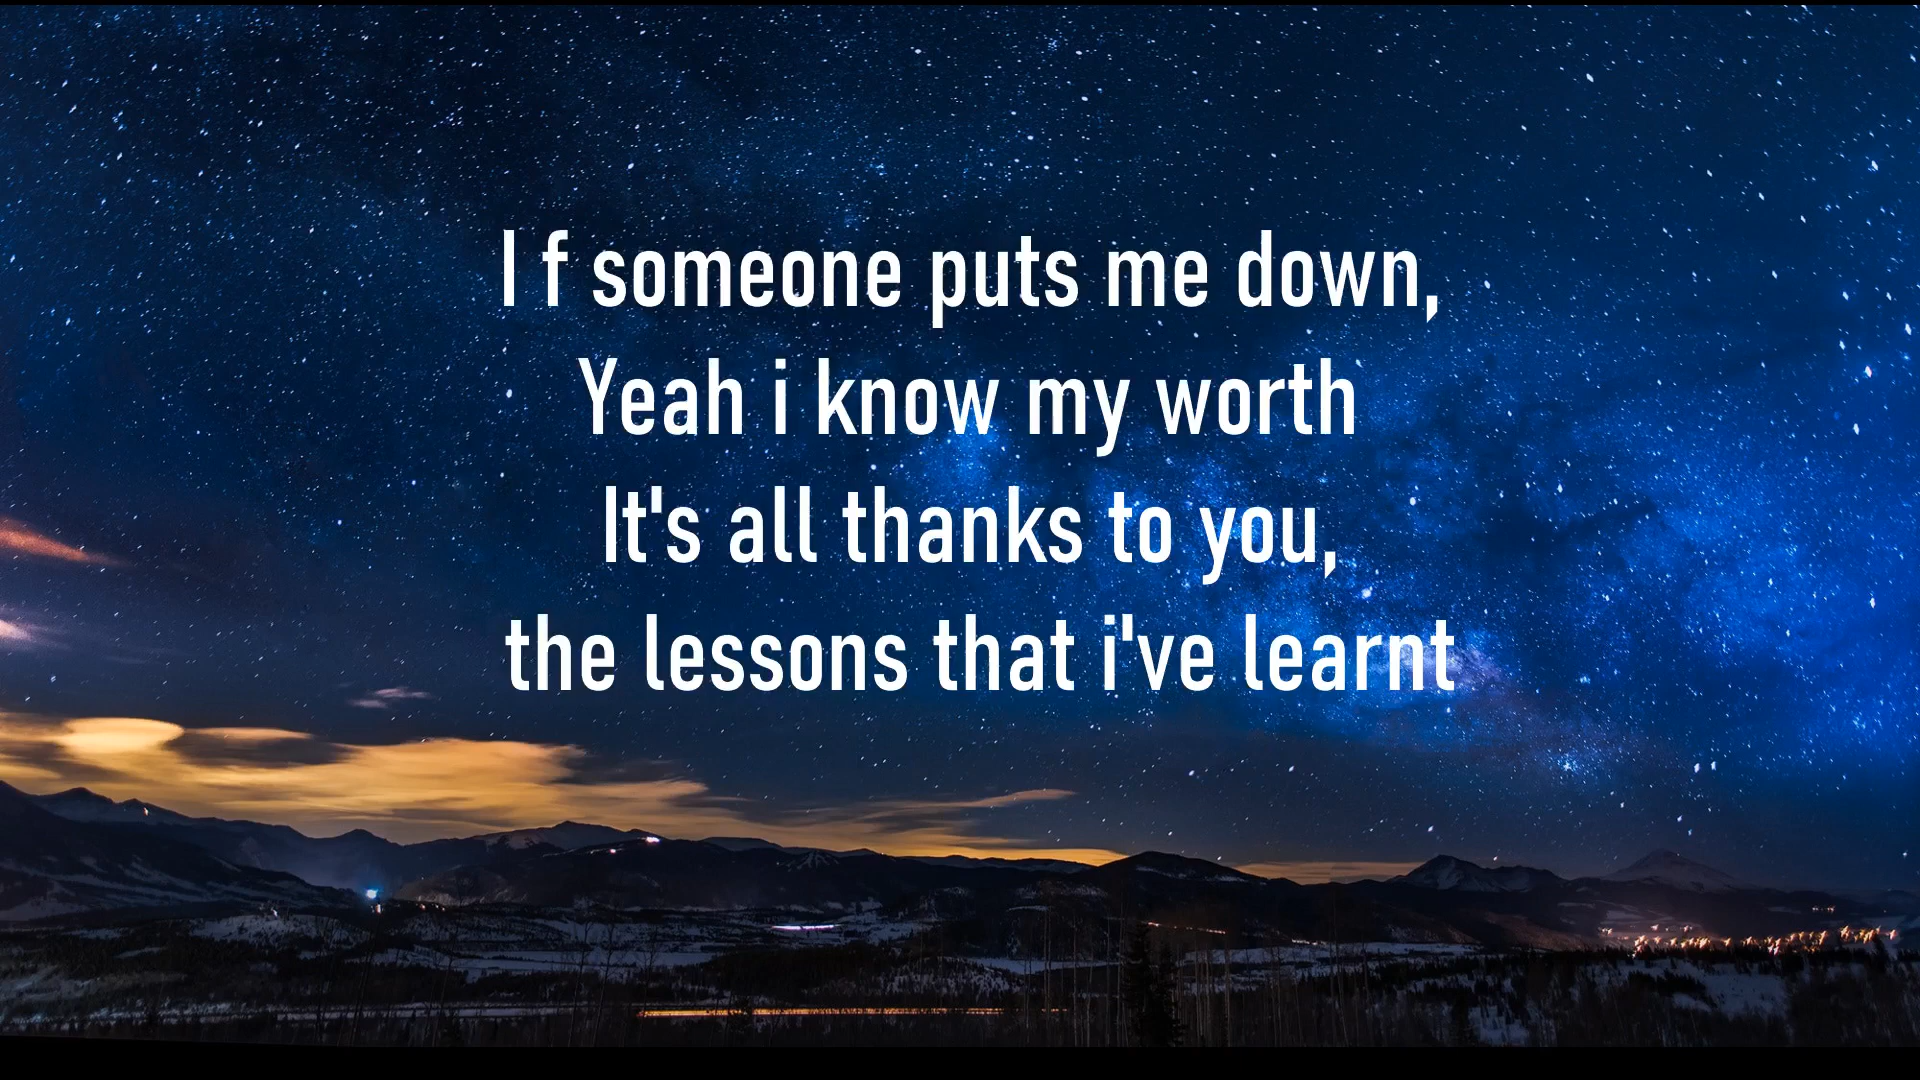 I f someone puts me down,
Yeah i know my worth
It's all thanks to you,
the lessons that i've learnt